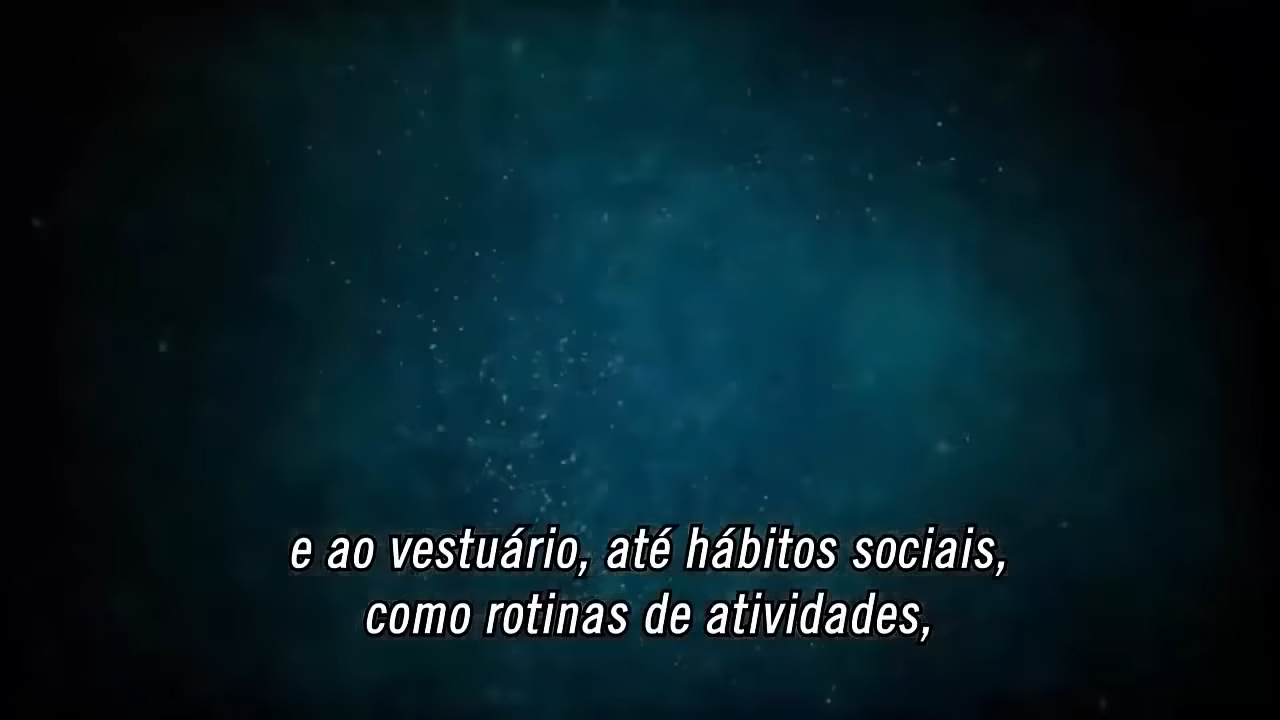 e ao vestuário, até hábitos sociais,
como rotinas de atividades,